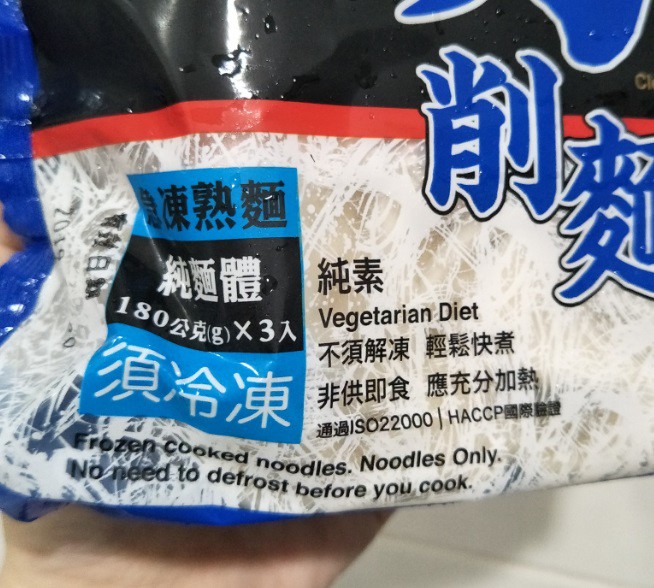 削麵
急凍熟麵
純麵體
180公克(g)×3入
須冷凍
純素
Vegetarian Diet
不須解凍 輕鬆快煮
非供即食 應充分加熱
通過ISO22000 | HACCP國際驗證
Frozen cooked noodles. Noodles Only.
No need to defrost before you cook.